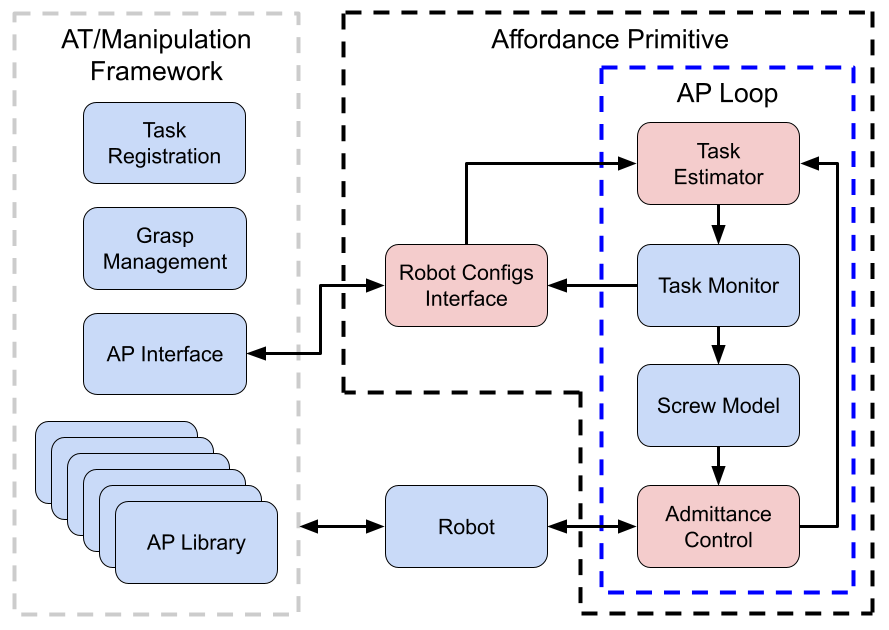 AT/Manipulation
Framework
Task
Registration
Grasp
Management
AP Interface
AP Library
Affordance Primitive
AP Loop
Task
Estimator
Robot Configs
Interface
Task Monitor
Screw Model
Robot
Admittance
Control